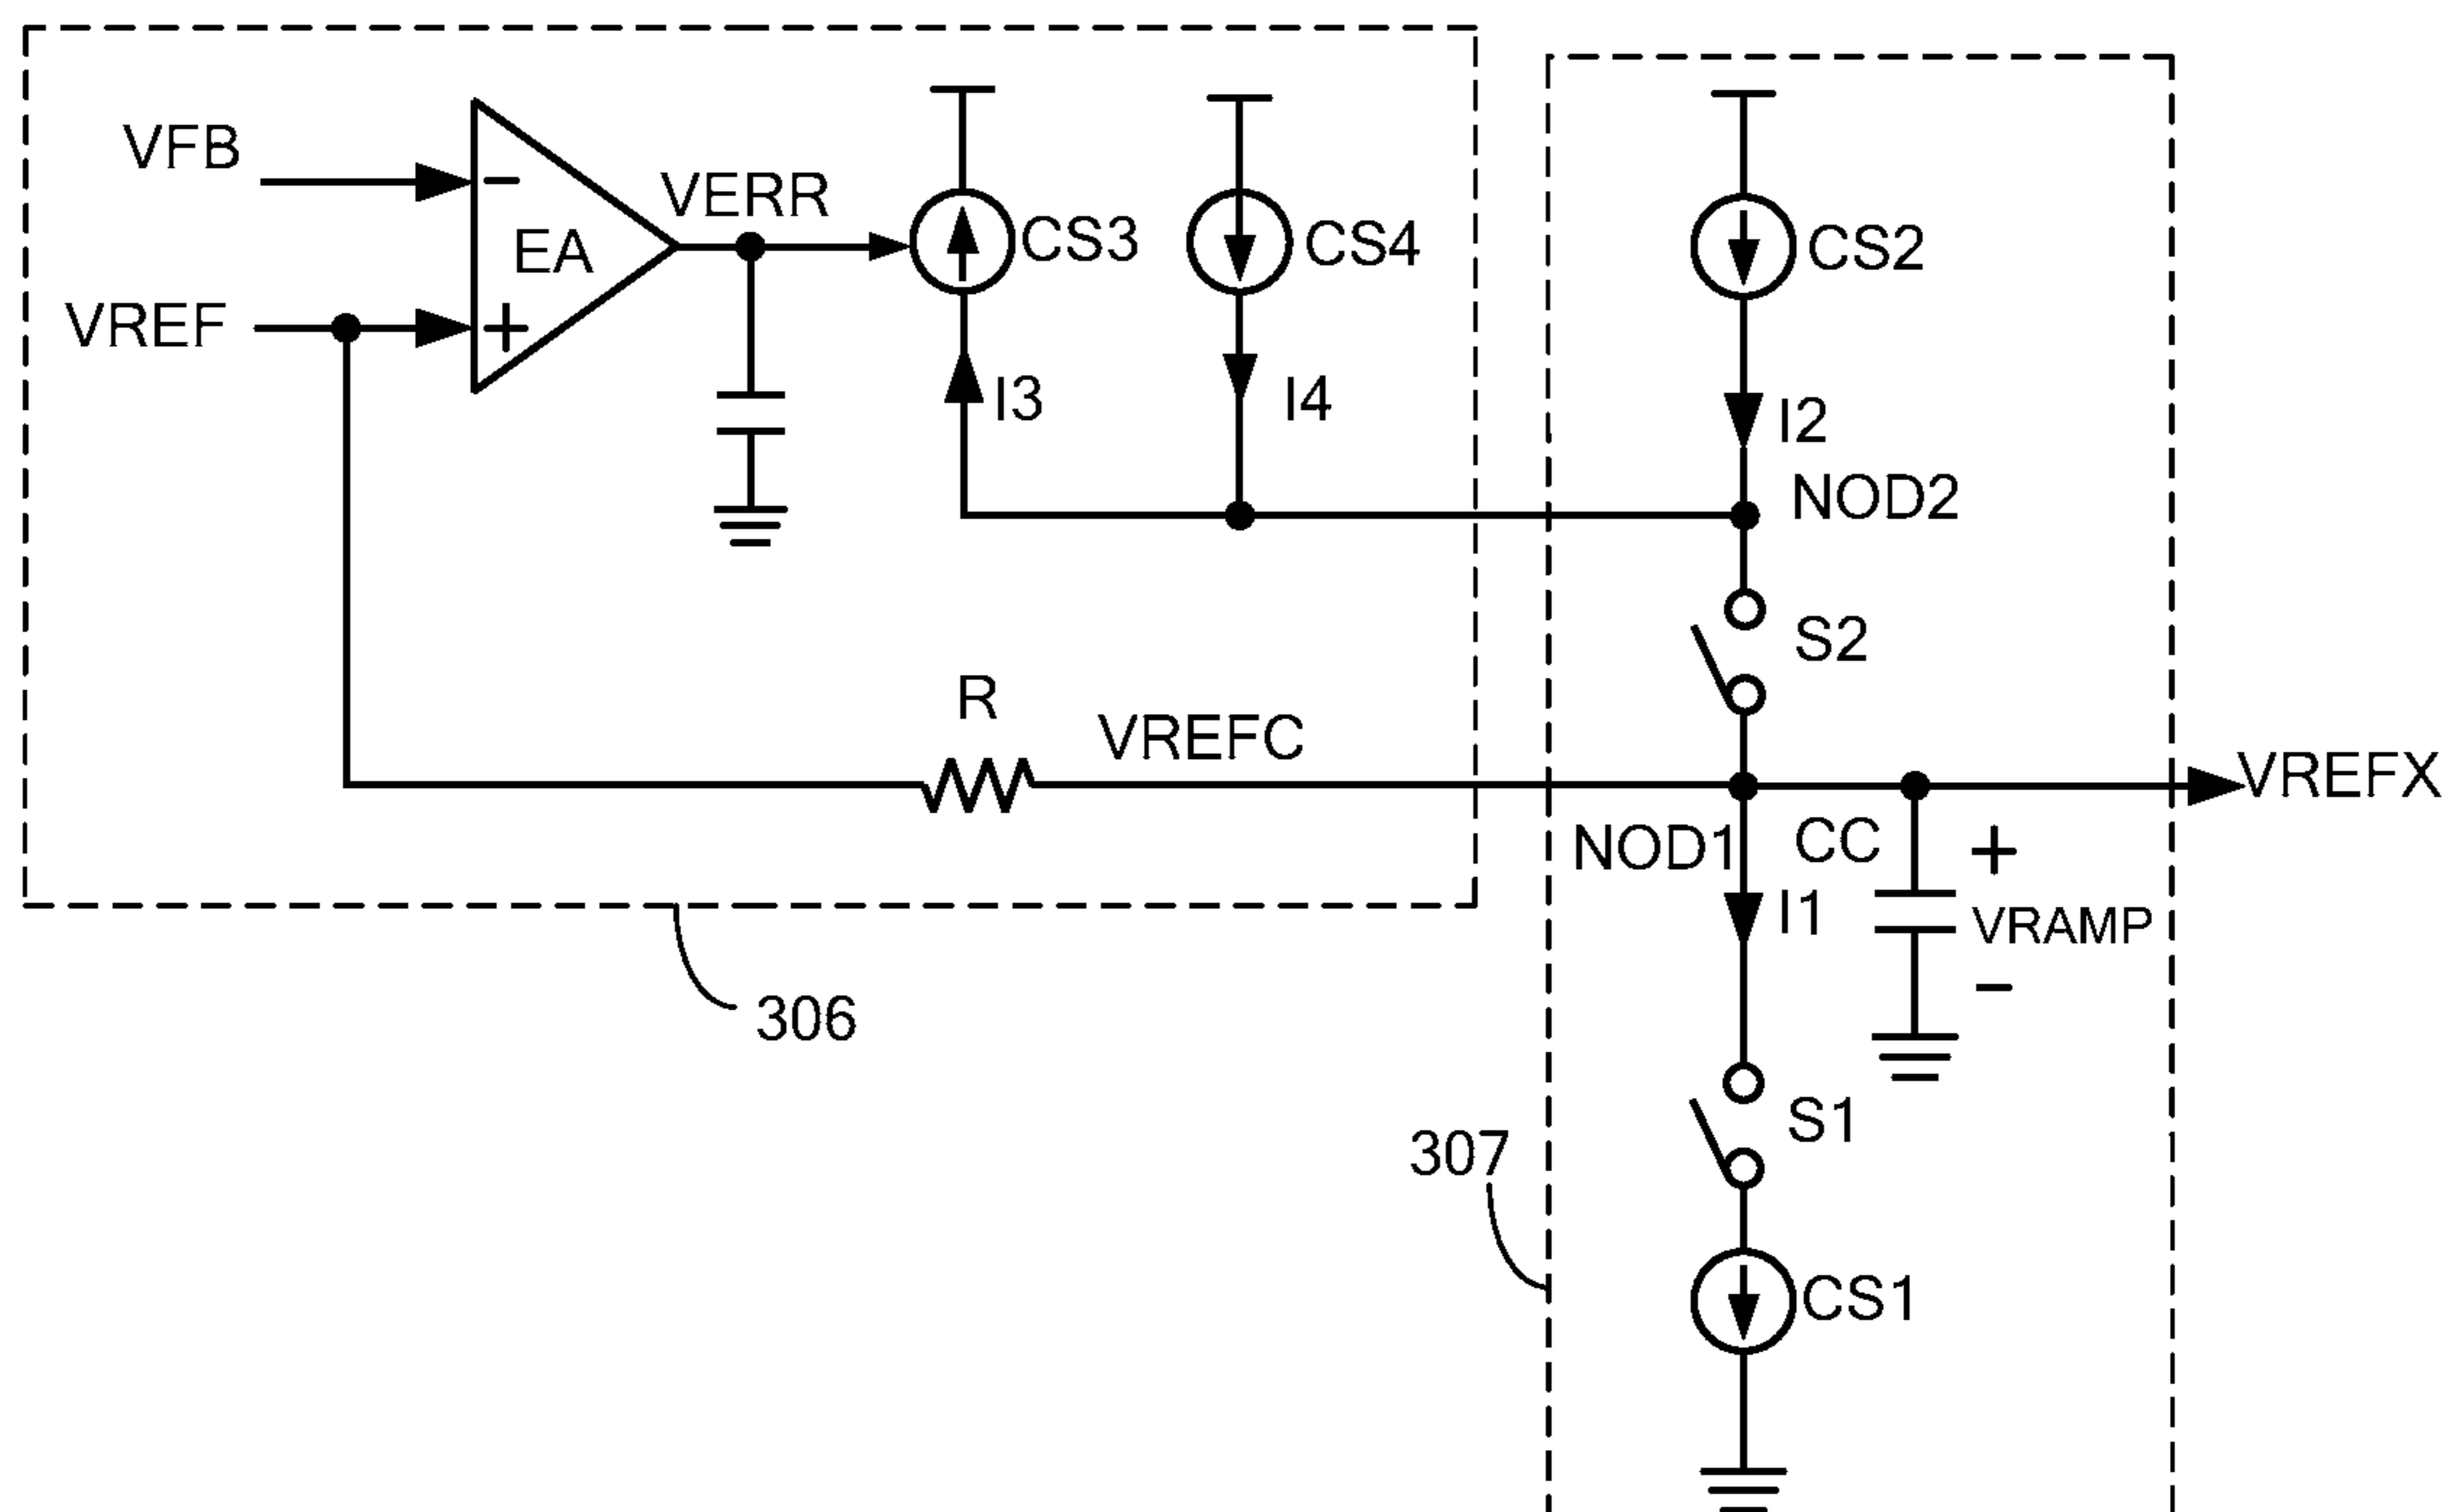 VFB
VERR
EA
CS3
CS4
CS2
VREF
I3
I4
I2
NOD2
S2
R
VREFC
VREFX
NOD1
CC
+
I1
VRAMP
−
306
S1
307
CS1